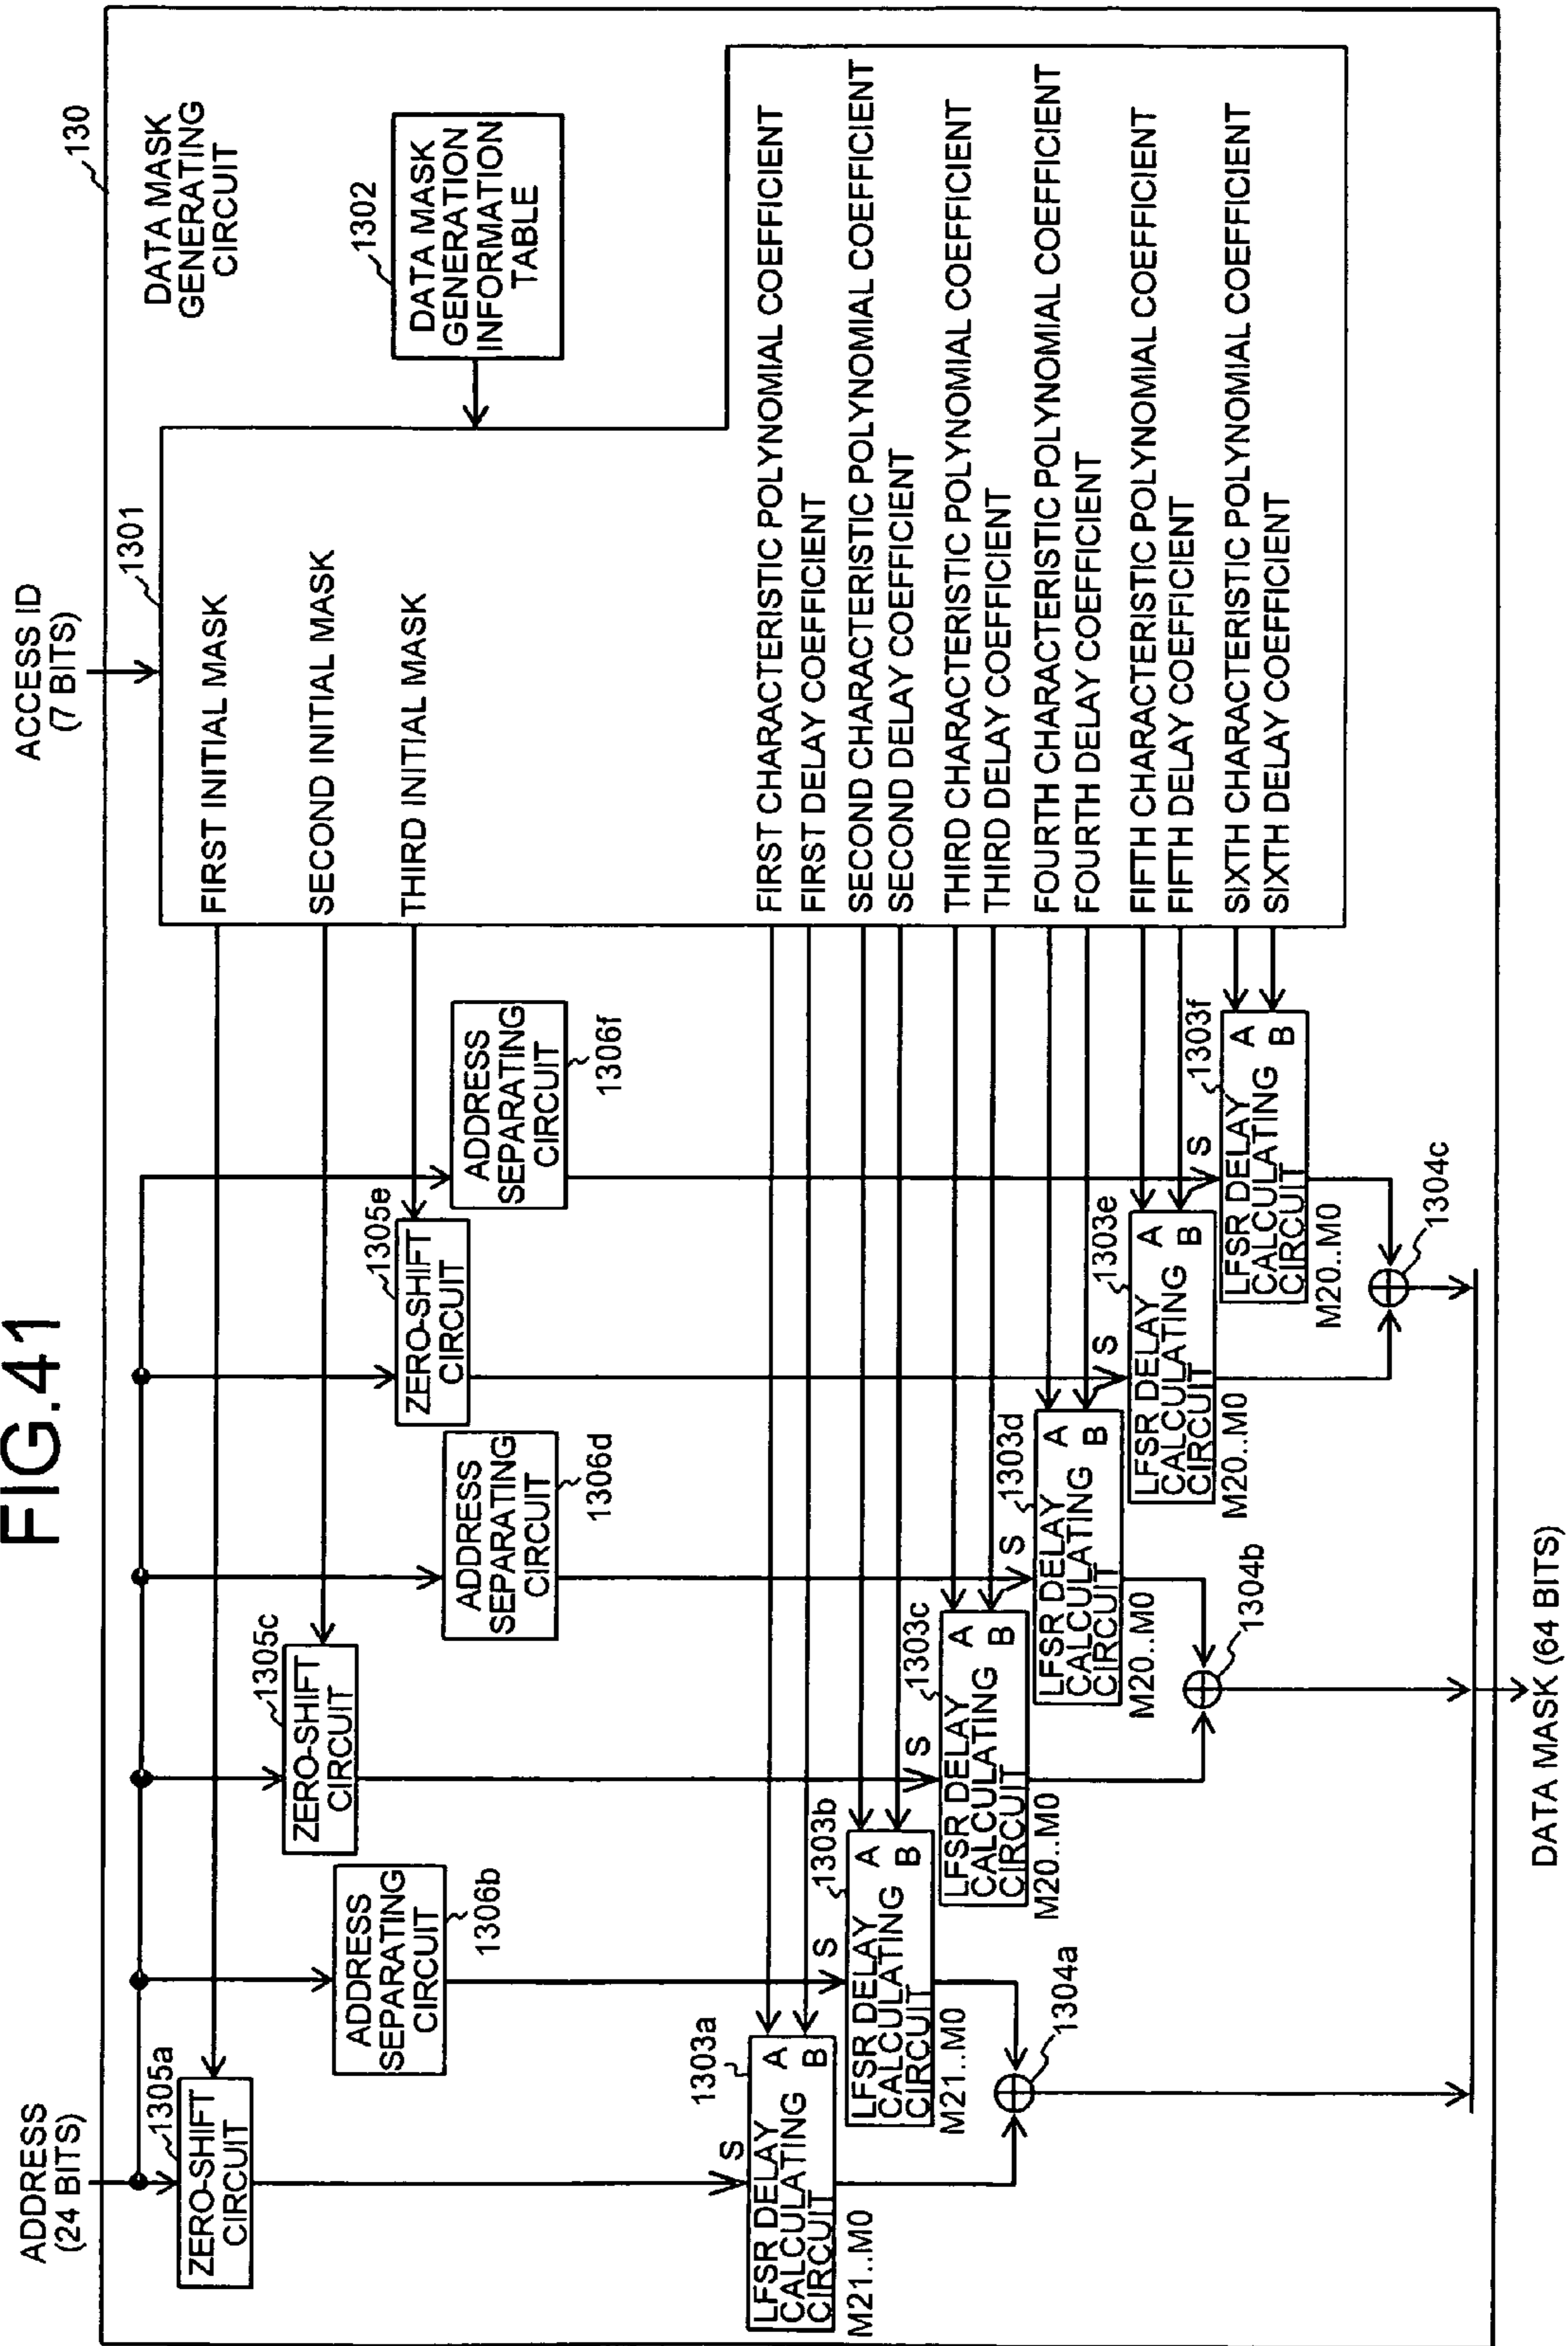 FIG.41
ADDRESS
(24 BITS)
ACCESS ID
(7 BITS)
130
DATA MASK
GENERATING
CIRCUIT
1305a
ZERO-SHIFT
CIRCUIT
1301
FIRST INITIAL MASK
1305c
ZERO-SHIFT
CIRCUIT
SECOND INITIAL MASK
1302
DATA MASK
GENERATION
INFORMATION
TABLE
ADDRESS
SEPARATING
CIRCUIT
1306b
1305e
ZERO-SHIFT
CIRCUIT
THIRD INITIAL MASK
ADDRESS
SEPARATING
CIRCUIT
1306d
ADDRESS
SEPARATING
CIRCUIT
1306f
FIRST CHARACTERISTIC POLYNOMIAL COEFFICIENT
FIRST DELAY COEFFICIENT
SECOND CHARACTERISTIC POLYNOMIAL COEFFICIENT
SECOND DELAY COEFFICIENT
THIRD CHARACTERISTIC POLYNOMIAL COEFFICIENT
THIRD DELAY COEFFICIENT
FOURTH CHARACTERISTIC POLYNOMIAL COEFFICIENT
FOURTH DELAY COEFFICIENT
FIFTH CHARACTERISTIC POLYNOMIAL COEFFICIENT
FIFTH DELAY COEFFICIENT
SIXTH CHARACTERISTIC POLYNOMIAL COEFFICIENT
SIXTH DELAY COEFFICIENT
1303a
S
LFSR DELAY
CALCULATING
CIRCUIT
A
B
M21..M0
1303b
S
LFSR DELAY
CALCULATING
CIRCUIT
A
B
M21..M0
1304a
1303c
S
LFSR DELAY
CALCULATING
CIRCUIT
A
B
M20..M0
1303d
S
LFSR DELAY
CALCULATING
CIRCUIT
A
B
M20..M0
1304b
1303e
S
LFSR DELAY
CALCULATING
CIRCUIT
A
B
M20..M0
1303f
S
LFSR DELAY
CALCULATING
CIRCUIT
A
B
M20..M0
1304c
DATA MASK (64 BITS)